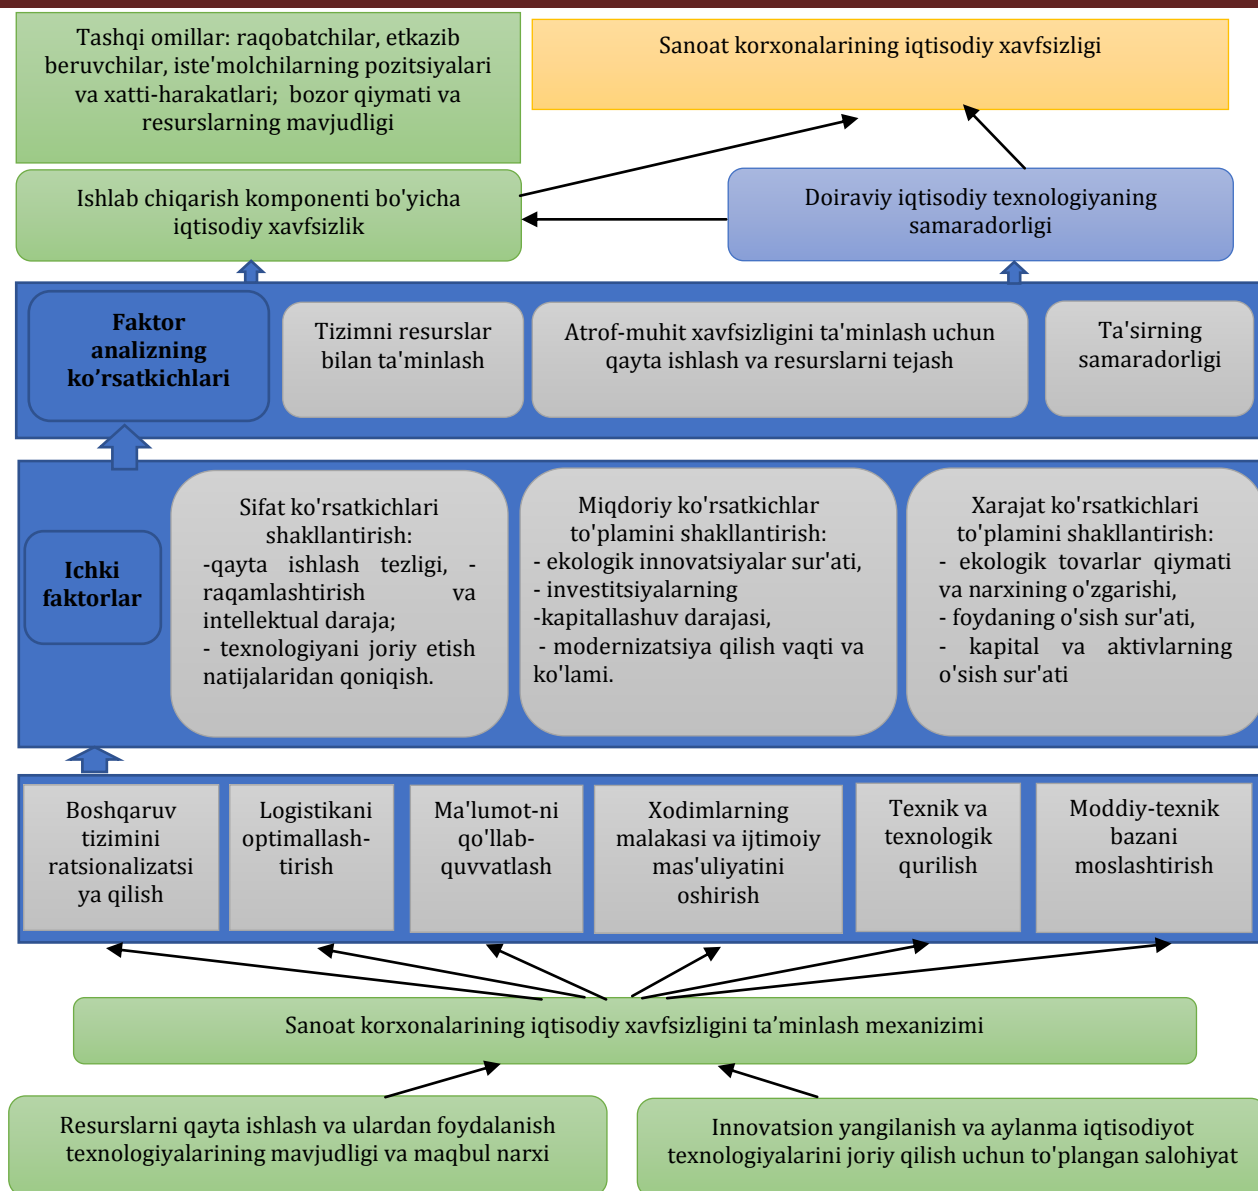 Tashqi omillar: raqobatchilar, etkazib
beruvchilar, iste'molchilarning pozitsiyalari
va xatti-harakatlari; bozor qiymati va
resurslarning mavjudligi
Sanoat korxonalarining iqtisodiy xavfsizligi
Ishlab chiqarish komponenti bo'yicha
iqtisodiy xavfsizlik
Doiraviy iqtisodiy texnologiyaning
samaradorligi
Faktor
analizning
ko’rsatkichlari
Tizimni resurslar
bilan ta'minlash
Atrof-muhit xavfsizligini ta'minlash uchun
qayta ishlash va resurslarni tejash
Ta'sirning
samaradorligi
Ichki
faktorlar
Sifat ko'rsatkichlari
shakllantirish:
-qayta ishlash tezligi, -
raqamlashtirish va
intellektual daraja;
- texnologiyani joriy etish
natijalaridan qoniqish.
Miqdoriy ko'rsatkichlar
to'plamini shakllantirish:
- ekologik innovatsiyalar sur'ati,
- investitsiyalarning
-kapitallashuv darajasi,
- modernizatsiya qilish vaqti va
ko'lami.
Xarajat ko'rsatkichlari
to'plamini shakllantirish:
- ekologik tovarlar qiymati
va narxining o'zgarishi,
- foydaning o'sish sur'ati,
- kapital va aktivlarning
o'sish sur'ati
Boshqaruv
tizimini
ratsionalizatsi
ya qilish
Logistikani
optimallash-
tirish
Ma'lumot-ni
qo'llab-
quvvatlash
Xodimlarning
malakasi va ijtimoiy
mas'uliyatini
oshirish
Texnik va
texnologik
qurilish
Moddiy-texnik
bazani
moslashtirish
Sanoat korxonalarining iqtisodiy xavfsizligini ta’minlash mexanizimi
Resurslarni qayta ishlash va ulardan foydalanish
texnologiyalarining mavjudligi va maqbul narxi
Innovatsion yangilanish va aylanma iqtisodiyot
texnologiyalarini joriy qilish uchun to'plangan salohiyat